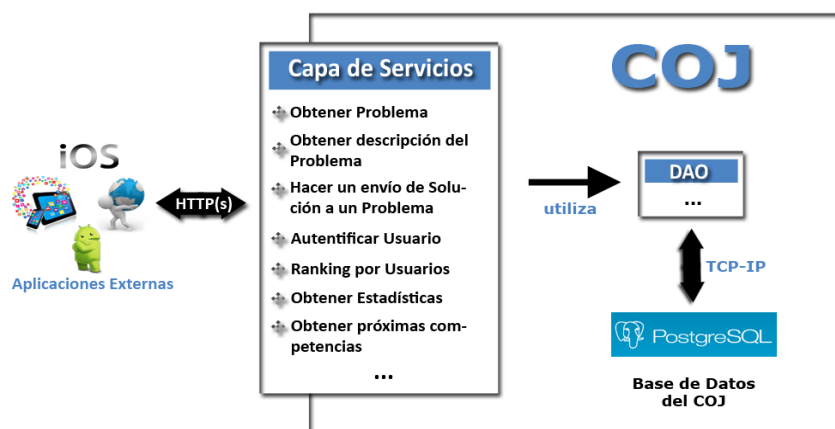 iOS
HTTP(s)
Aplicaciones Externas
Capa de Servicios
Obtener Problema
Obtener descripción del
Problema
Hacer un envío de Solu-
ción a un Problema
Autentificar Usuario
Ranking por Usuarios
Obtener Estadísticas
Obtener próximas com-
petencias
...
utiliza
COJ
DAO
...
TCP-IP
PostgreSQL
Base de Datos
del COJ